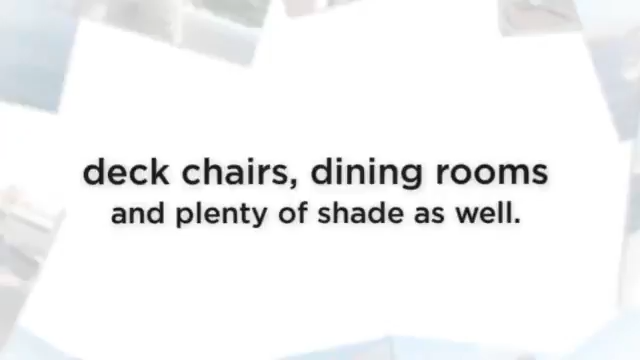 deck chairs, dining rooms
and plenty of shade as well.